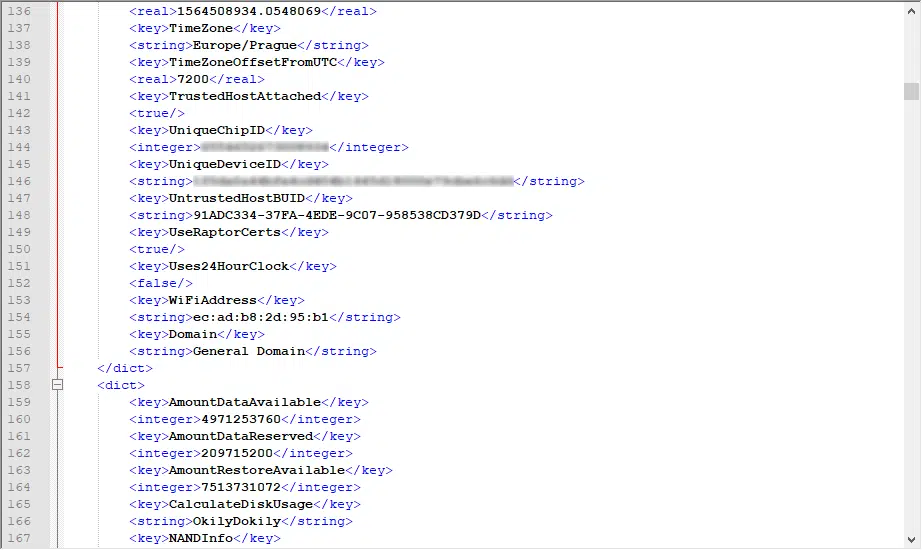 136 <real>1564508934.0548069</real>
137 <key>TimeZone</key>
138 <string>Europe/Prague</string>
139 <key>TimeZoneOffsetFromUTC</key>
140 <real>7200</real>
141 <key>TrustedHostAttached</key>
142 <true/>
143 <key>UniqueChipID</key>
144 <integer></integer>
145 <key>UniqueDeviceID</key>
146 <string></string>
147 <key>UntrustedHostBUID</key>
148 <string>91ADC334-37FA-4EDE-9C07-958538CD379D</string>
149 <key>UseRaptorCerts</key>
150 <true/>
151 <key>Uses24HourClock</key>
152 <false/>
153 <key>WiFiAddress</key>
154 <string>ec:ad:b8:2d:95:b1</string>
155 <key>Domain</key>
156 <string>General Domain</string>
157 </dict>
158 <dict>
159 <key>AmountDataAvailable</key>
160 <integer>4971253760</integer>
161 <key>AmountDataReserved</key>
162 <integer>209715200</integer>
163 <key>AmountRestoreAvailable</key>
164 <integer>7513731072</integer>
165 <key>CalculateDiskUsage</key>
166 <string>OkilyDokily</string>
167 <key>NANDInfo</key>